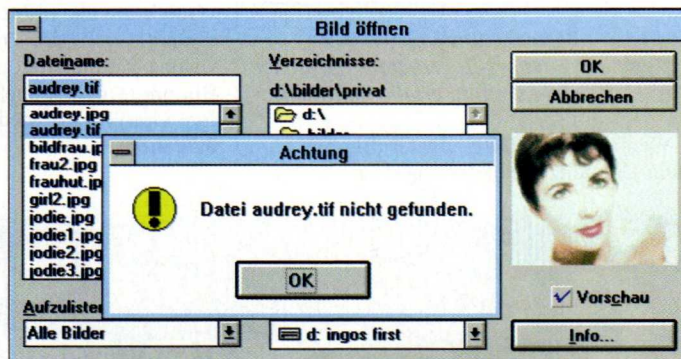 Bild öffnen
Dateiname:
audrey.tif
audrey.jpg
audrey.tif
bildfrau.jp
frau2.jpg
frauhut.jp
girl2.jpg
jodie.jpg
jodie1.jpg
jodie2.jpg
jodie3.jpg
Aufzuliste
Alle Bilder
Verzeichnisse:
d:\bilder\privat
d:\
bilder
d: ingos first
OK
Abbrechen
Vorschau
Info...
Achtung
Datei audrey.tif nicht gefunden.
OK